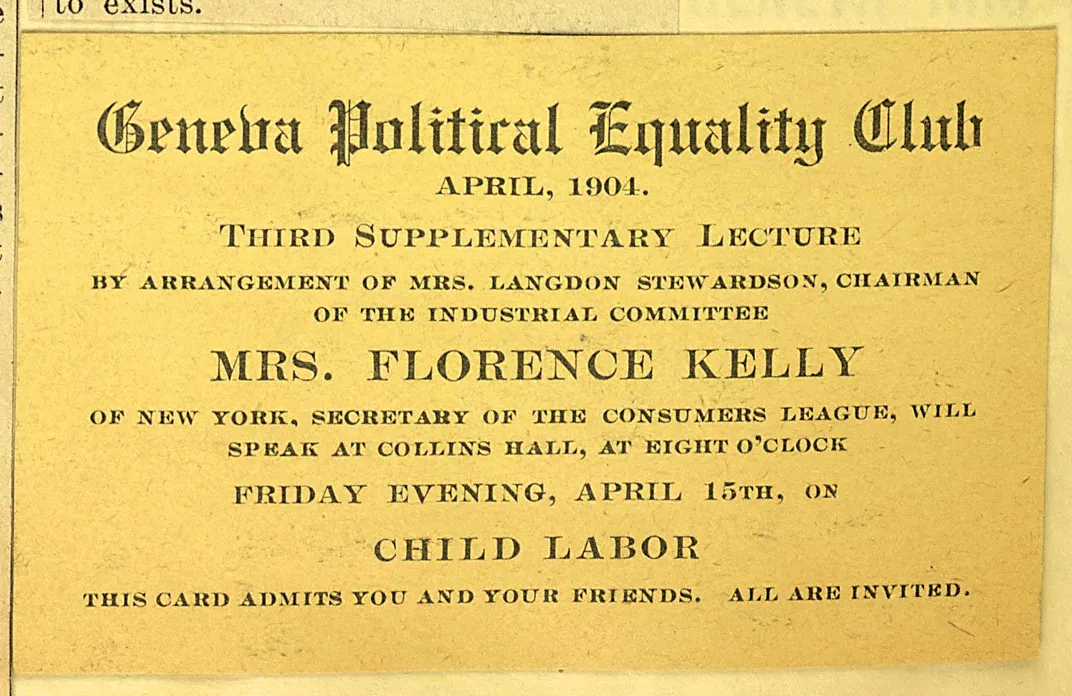 to exists.
Geneva Political Equality Club
APRIL, 1904.
THIRD SUPPLEMENTARY LECTURE
BY ARRANGEMENT OF MRS. LANGDON STEWARDSON, CHAIRMAN
OF THE INDUSTRIAL COMMITTEE
MRS. FLORENCE KELLY
OF NEW YORK, SECRETARY OF THE CONSUMERS LEAGUE, WILL
SPEAK AT COLLINS HALL, AT EIGHT O'CLOCK
FRIDAY EVENING, APRIL 15TH, ON
CHILD LABOR
THIS CARD ADMITS YOU AND YOUR FRIENDS. ALL ARE INVITED.